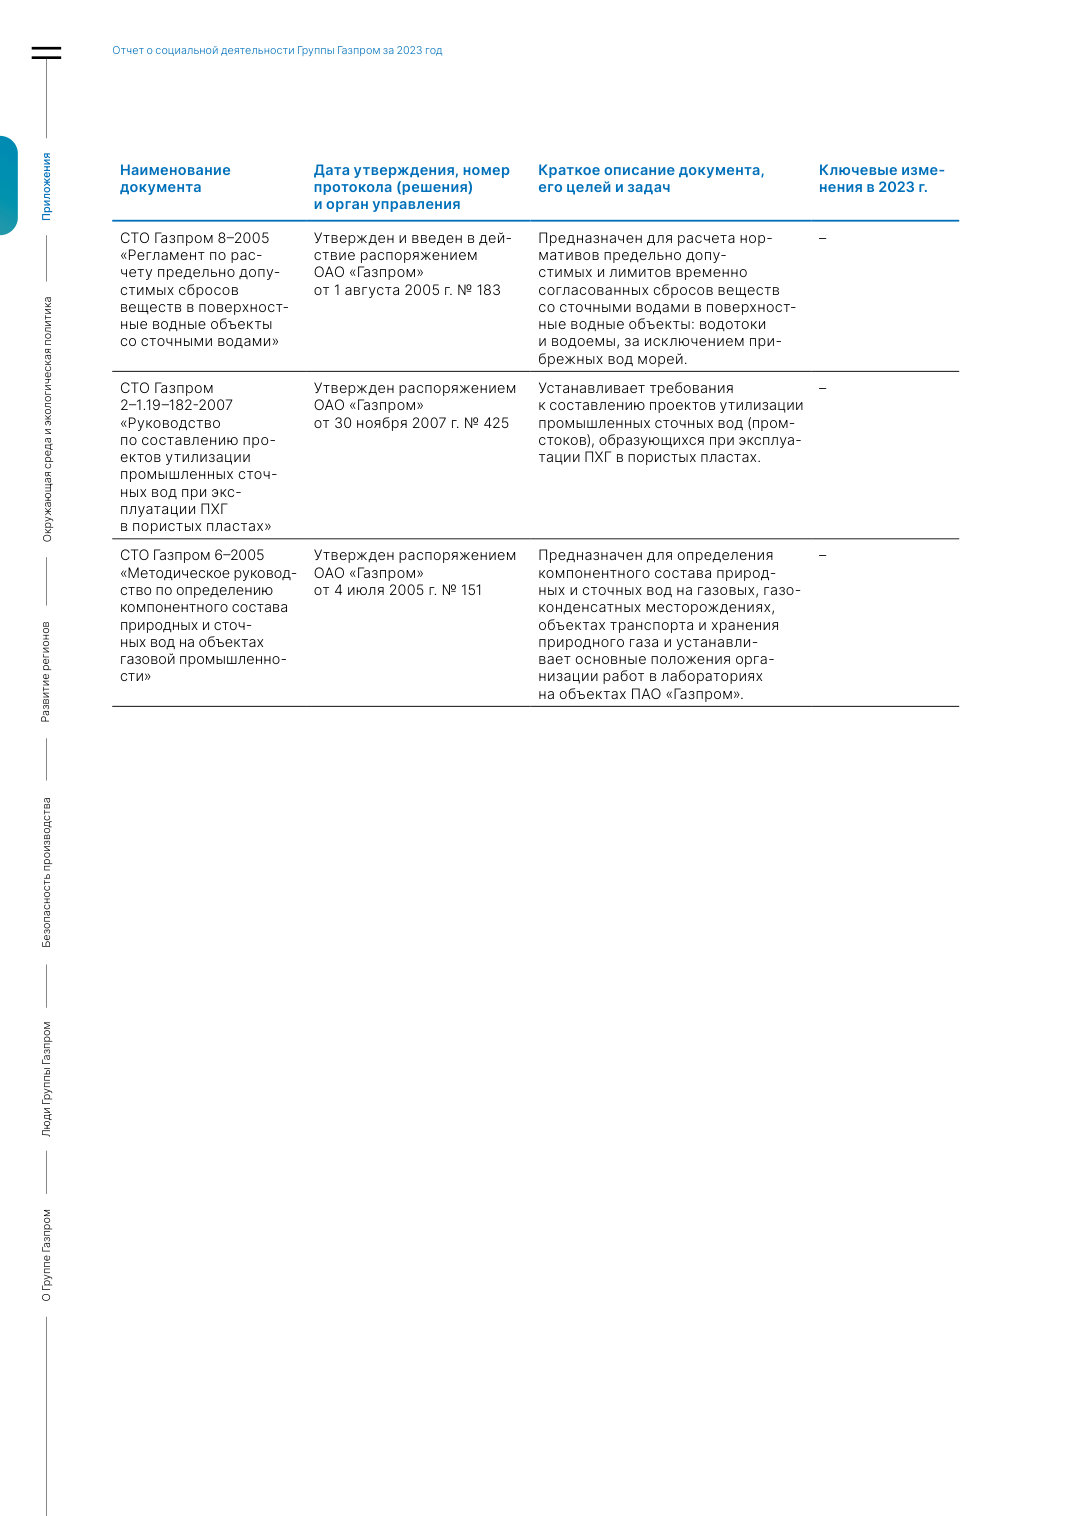 Отчет о социальной деятельности Группы Газпром за 2023 год
Приложения
Окружающая среда и экологическая политика
Развитие регионов
Безопасность производства
Люди Группы Газпром
О Группе Газпром
Наименование
документа
Дата утверждения, номер
протокола (решения)
и орган управления
Краткое описание документа,
его целей и задач
Ключевые изме-
нения в 2023 г.
СТО Газпром 8–2005
«Регламент по рас-
чету предельно допу-
стимых сбросов
веществ в поверхност-
ные водные объекты
со сточными водами»
Утвержден и введен в дей-
ствие распоряжением
ОАО «Газпром»
от 1 августа 2005 г. № 183
Предназначен для расчета нор-
мативов предельно допу-
стимых и лимитов временно
согласованных сбросов веществ
со сточными водами в поверхност-
ные водные объекты: водотоки
и водоемы, за исключением при-
брежных вод морей.
–
СТО Газпром
2–1.19–182-2007
«Руководство
по составлению про-
ектов утилизации
промышленных сточ-
ных вод при экс-
плуатации ПХГ
в пористых пластах»
Утвержден распоряжением
ОАО «Газпром»
от 30 ноября 2007 г. № 425
Устанавливает требования
к составлению проектов утилизации
промышленных сточных вод (пром-
стоков), образующихся при эксплуа-
тации ПХГ в пористых пластах.
–
СТО Газпром 6–2005
«Методическое руковод-
ство по определению
компонентного состава
природных и сточ-
ных вод на объектах
газовой промышленно-
сти»
Утвержден распоряжением
ОАО «Газпром»
от 4 июля 2005 г. № 151
Предназначен для определения
компонентного состава природ-
ных и сточных вод на газовых, газо-
конденсатных месторождениях,
объектах транспорта и хранения
природного газа и устанавли-
вает основные положения орга-
низации работ в лабораториях
на объектах ПАО «Газпром».
–